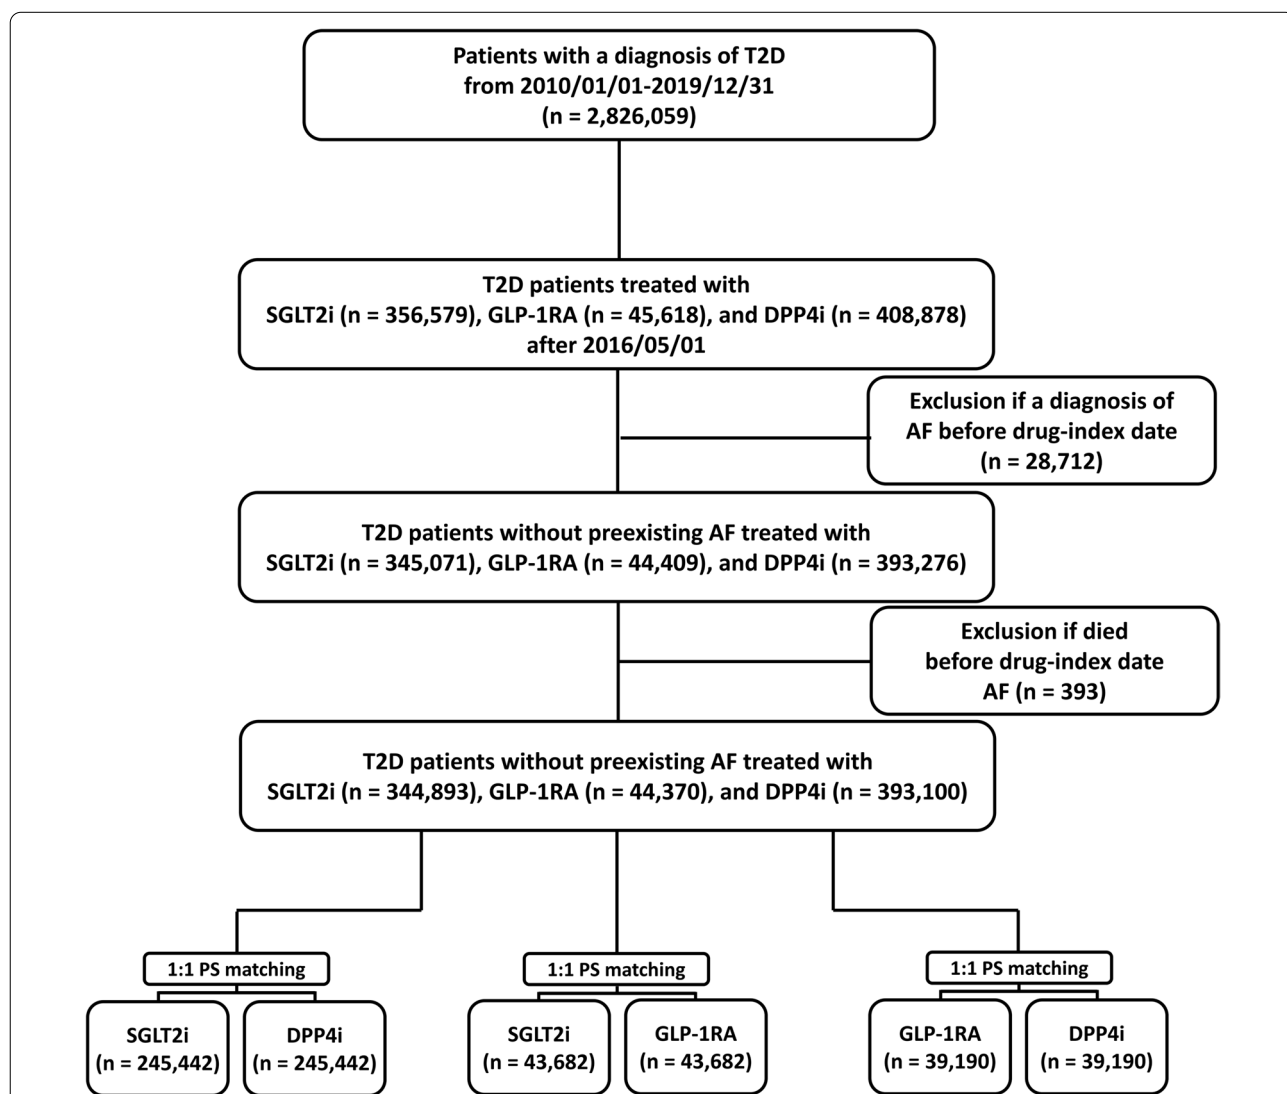 Patients with a diagnosis of T2D
from 2010/01/01-2019/12/31
(n = 2,826,059)
T2D patients treated with
SGLT2i (n = 356,579), GLP-1RA (n = 45,618), and DPP4i (n = 408,878)
after 2016/05/01
Exclusion if a diagnosis of
AF before drug-index date
(n = 28,712)
T2D patients without preexisting AF treated with
SGLT2i (n = 345,071), GLP-1RA (n = 44,409), and DPP4i (n = 393,276)
Exclusion if died
before drug-index date
AF (n = 393)
T2D patients without preexisting AF treated with
SGLT2i (n = 344,893), GLP-1RA (n = 44,370), and DPP4i (n = 393,100)
1:1 PS matching
SGLT2i
(n = 245,442)
DPP4i
(n = 245,442)
1:1 PS matching
SGLT2i
(n = 43,682)
GLP-1RA
(n = 43,682)
1:1 PS matching
GLP-1RA
(n = 39,190)
DPP4i
(n = 39,190)